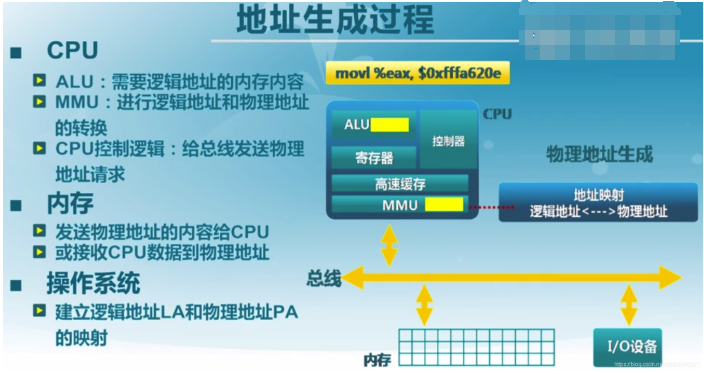 地址生成过程
■ CPU
ALU：需要逻辑地址的内存内容
MMU：进行逻辑地址和物理地址
的转换
CPU控制逻辑：给总线发送物理
地址请求
■ 内存
发送物理地址的内容给CPU
或接收CPU数据到物理地址
■ 操作系统
建立逻辑地址LA和物理地址PA
的映射
movl %eax, $0xfffa620e
CPU
ALU
控制器
寄存器
高速缓存
MMU
物理地址生成
地址映射
逻辑地址<--->物理地址
总线
内存
I/O设备